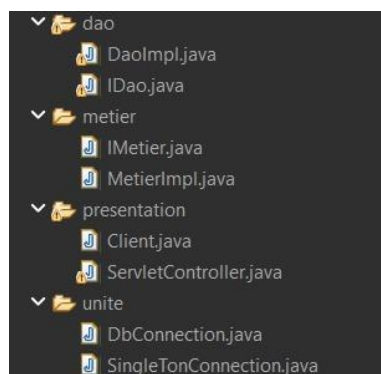 dao
DaoImpl.java
IDao.java
metier
IMetier.java
MetierImpl.java
presentation
Client.java
ServletController.java
unite
DbConnection.java
SingleTonConnection.java